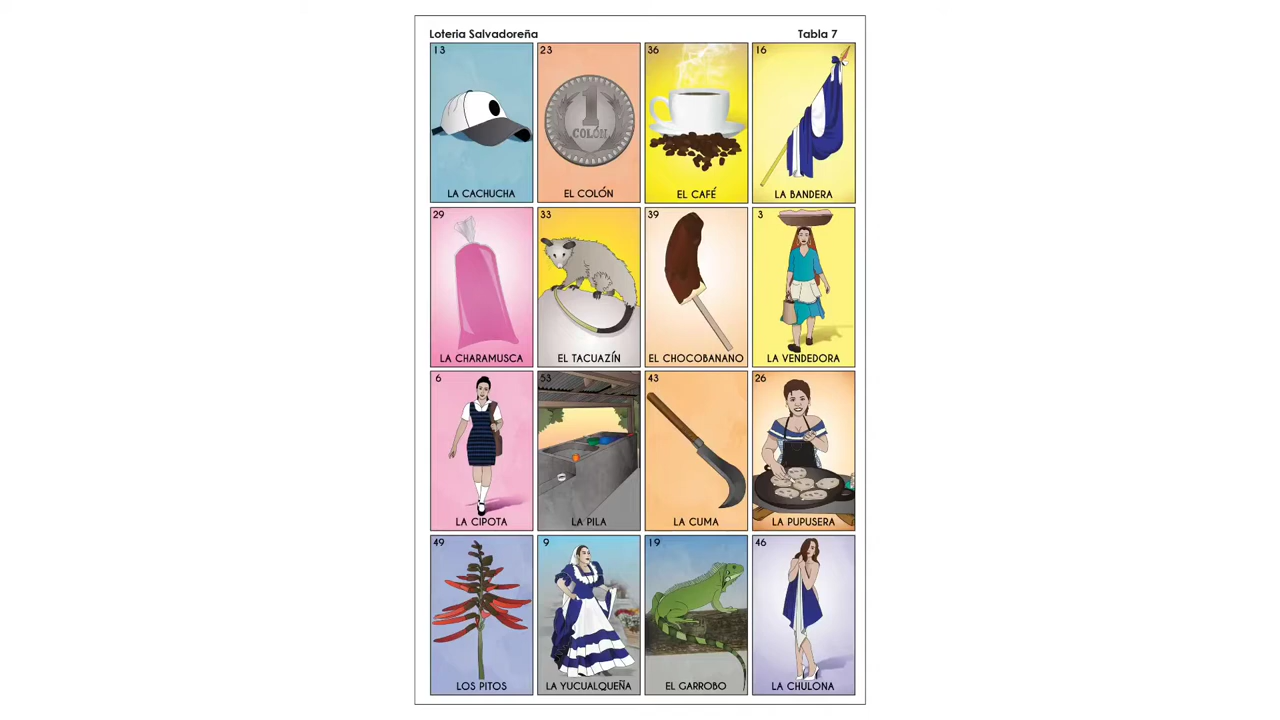 Loteria Salvadoreña
Tabla 7
13
LA CACHUCHA
23
1
COLÓN
EL COLÓN
36
EL CAFÉ
16
LA BANDERA
29
LA CHARAMUSCA
33
EL TACUAZÍN
39
EL CHOCOBANANO
3
LA VENDEDORA
6
LA CIPOTA
53
LA PILA
43
LA CUMA
26
LA PUPUSERA
49
LOS PITOS
9
LA YUCUALQUEÑA
19
EL GARROBO
46
LA CHULONA